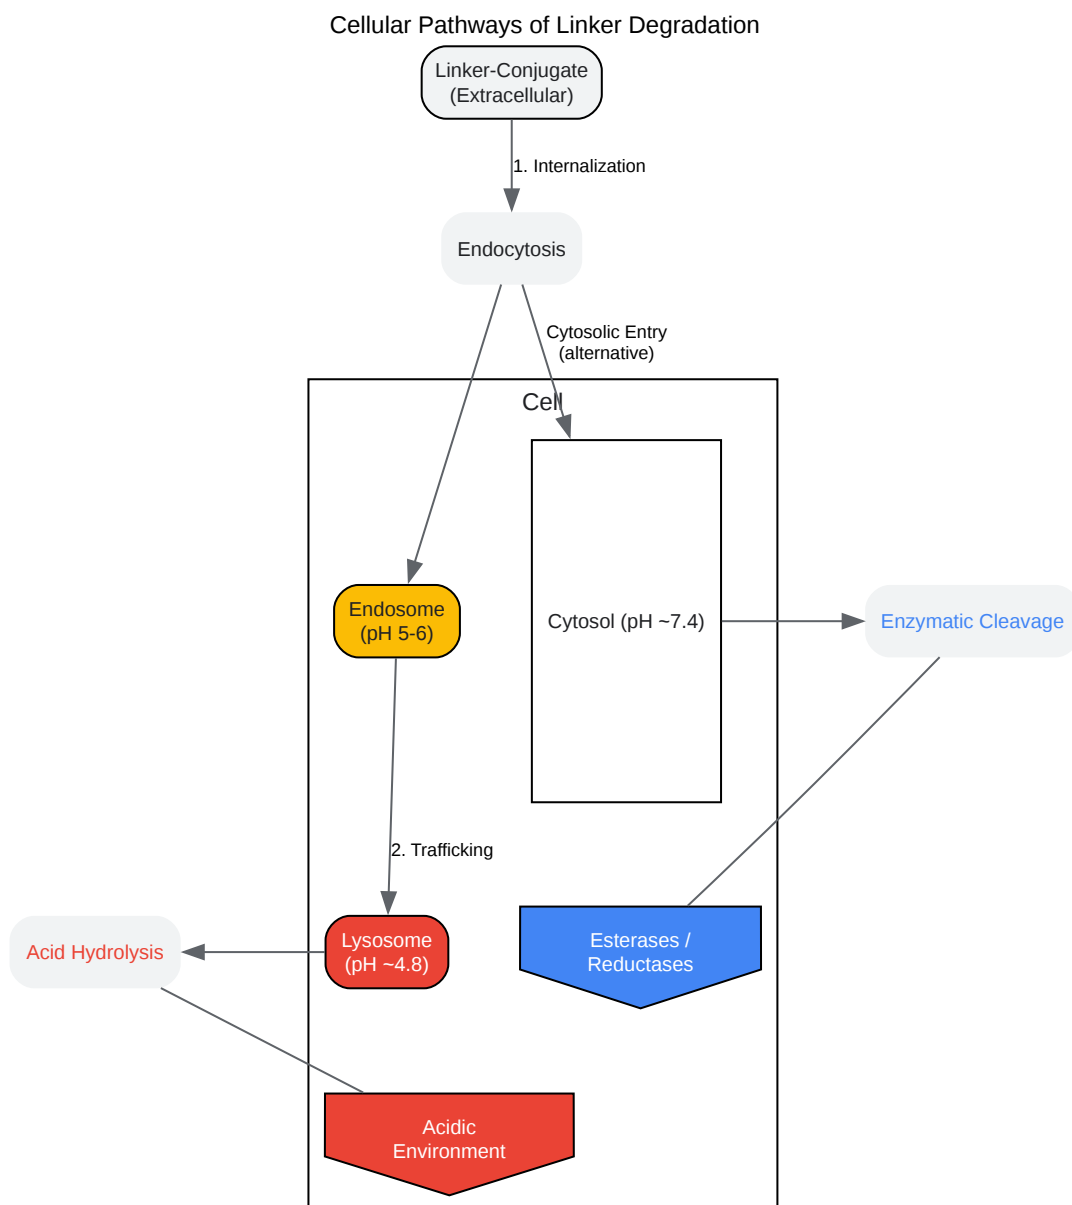 Cellular Pathways of Linker Degradation
Linker-Conjugate
(Extracellular)
1. Internalization
Endocytosis
Cytosolic Entry
(alternative)
Cell
Endosome
(pH 5-6)
Cytosol (pH ~7.4)
Enzymatic Cleavage
2. Trafficking
Acid Hydrolysis
Lysosome
(pH ~4.8)
Esterases /
Reductases
Acidic
Environment